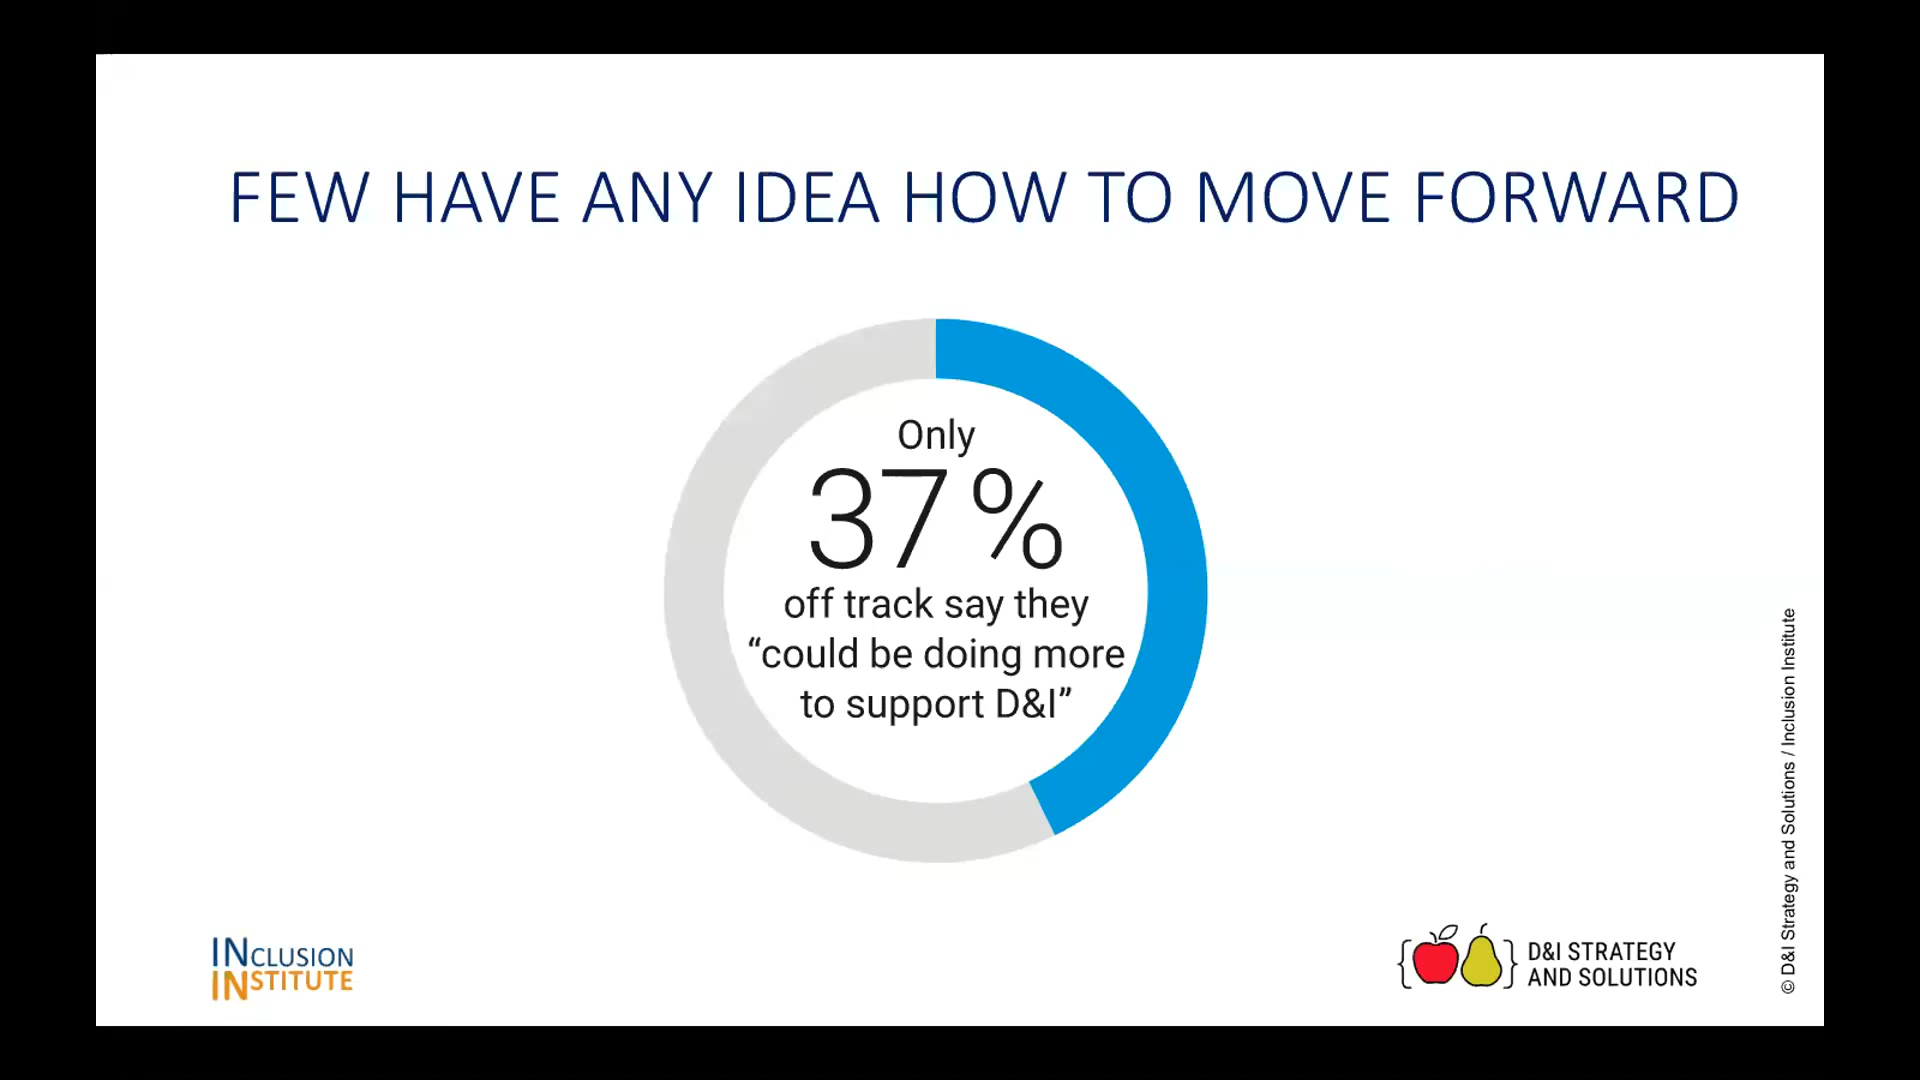 FEW HAVE ANY IDEA HOW TO MOVE FORWARD
Only
37%
off track say they
“could be doing more
to support D&I”
INCLUSION
INSTITUTE
D&I STRATEGY
AND SOLUTIONS
© D&I Strategy and Solutions / Inclusion Institute